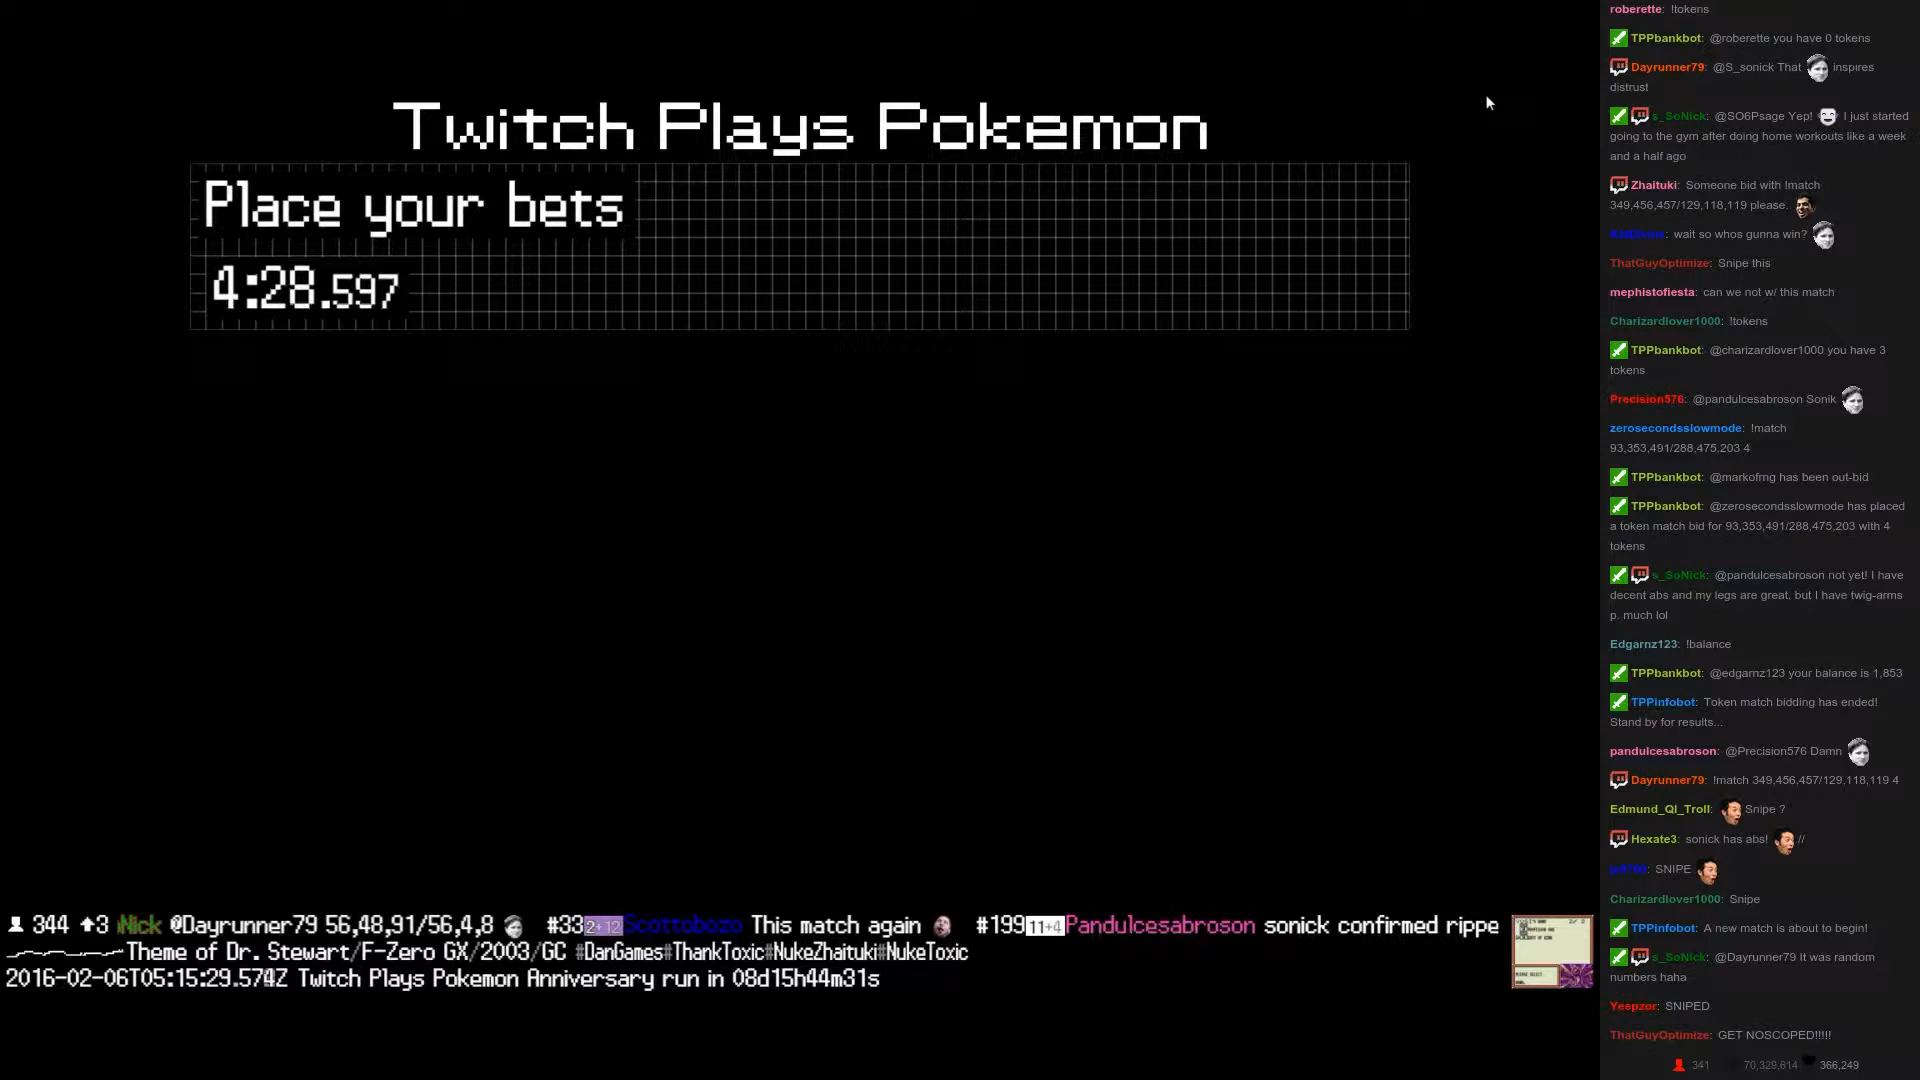 Twitch Plays Pokemon
Place your bets
4:28.597
344 3 Nick @Dayrunner79 56,48,91/56,4,8 #33 2+12 Scottobozo This match again #199 11+4 Pandulcesabroson sonick confirmed rippe
Theme of Dr. Stewart/F-Zero GX/2003/GC #DanGames#ThankToxic#NukeZhaituki#NukeToxic
Twitch Plays Pokemon Anniversary run in 08d15h44m31s
roberette: !tokens
TPPbankbot: @roberette you have 0 tokens
Dayrunner79: @S_sonick That inspires
distrust
s_SoNick: @SO6Psage Yep! I just started
going to the gym after doing home workouts like a week
and a half ago
Zhaituki: Someone bid with !match
349,456,457/129,118,119 please..
wait so whos gunna win?
ThatGuyOptimize: Snipe this
mephistofiesta: can we not w/ this match
Charizardlover1000: !tokens
TPPbankbot: @charizardlover1000 you have 3
tokens
Precision576: @pandulcesabroson Sonik
zerosecondsslowmode: !match
93,353,491/288,475,203 4
TPPbankbot: @markofmg has been out-bid
TPPbankbot: @zerosecondsslowmode has placed
a token match bid for 93,353,491/288,475,203 with 4
tokens
s_SoNick: @pandulcesabroson not yet! I have
decent abs and my legs are great. but I have twig-arms
p. much lol
Edgarnz123: !balance
TPPbankbot: @edgarnz123 your balance is 1,853
TPPinfobot: Token match bidding has ended!
Stand by for results...
pandulcesabroson: @Precision576 Damn
Dayrunner79: !match 349,456,457/129,118,119 4
Edmund_QI_Troll: Snipe ?
Hexate3: sonick has abs! //
SNIPE
Charizardlover1000: Snipe
TPPinfobot: A new match is about to begin!
s_SoNick: @Dayrunner79 It was random
numbers haha
Yeepzor: SNIPED
ThatGuyOptimize: GET NOSCOPED!!!!!
341 70,329,614 366,249